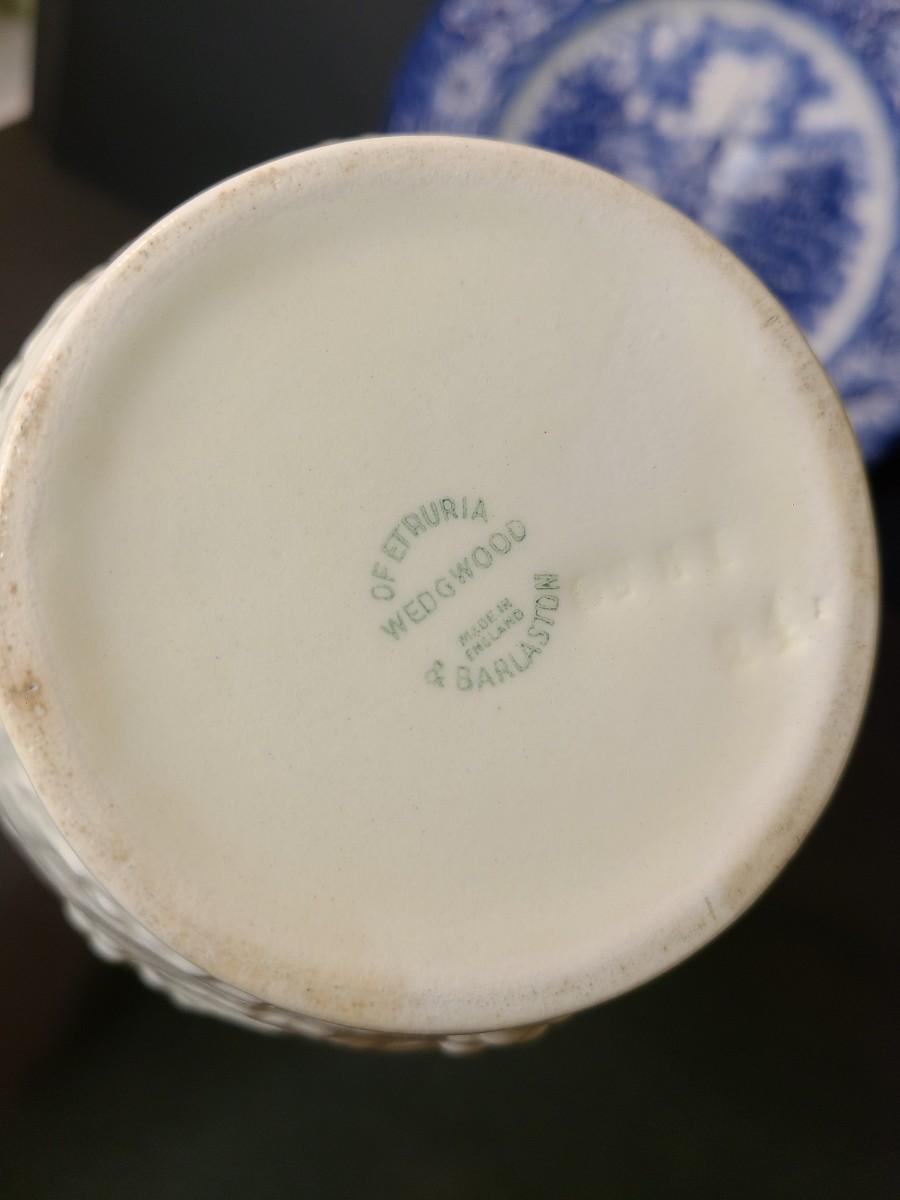 OF ETRURIA
WEDGWOOD
MADE IN
ENGLAND
& BARLASTON